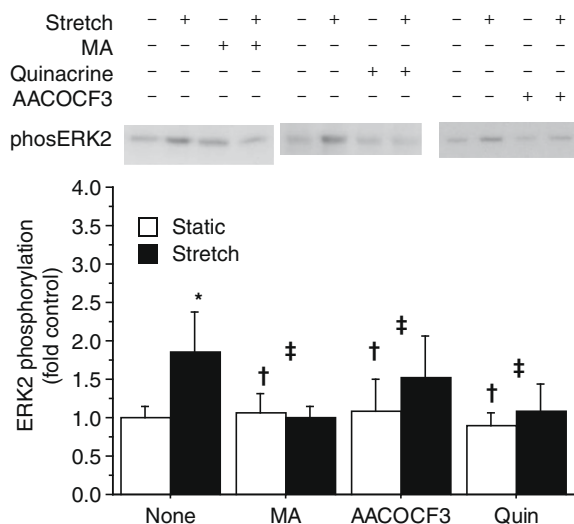 Stretch – + – + – + – + – + – +
MA – – + + – – – – – – – –
Quinacrine – – – – – – + + – – – –
AACOCF3 – – – – – – – – – – + +
phosERK2
ERK2 phosphorylation
(fold control)
4.0
3.5
3.0
2.5
2.0
1.5
1.0
0.5
0.0
Static
Stretch
*
† ‡
† ‡
† ‡
None MA AACOCF3 Quin